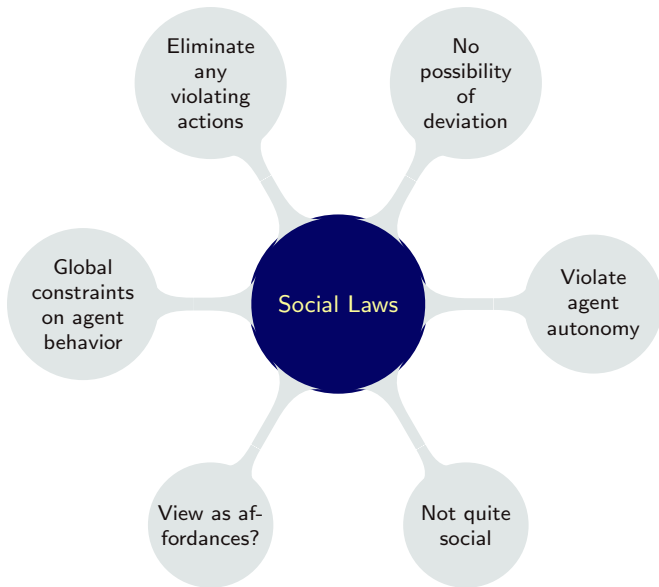 Eliminate
any
violating
actions
No
possibility
of
deviation
Global
constraints
on agent
behavior
Social Laws
Violate
agent
autonomy
View as af-
fordances?
Not quite
social